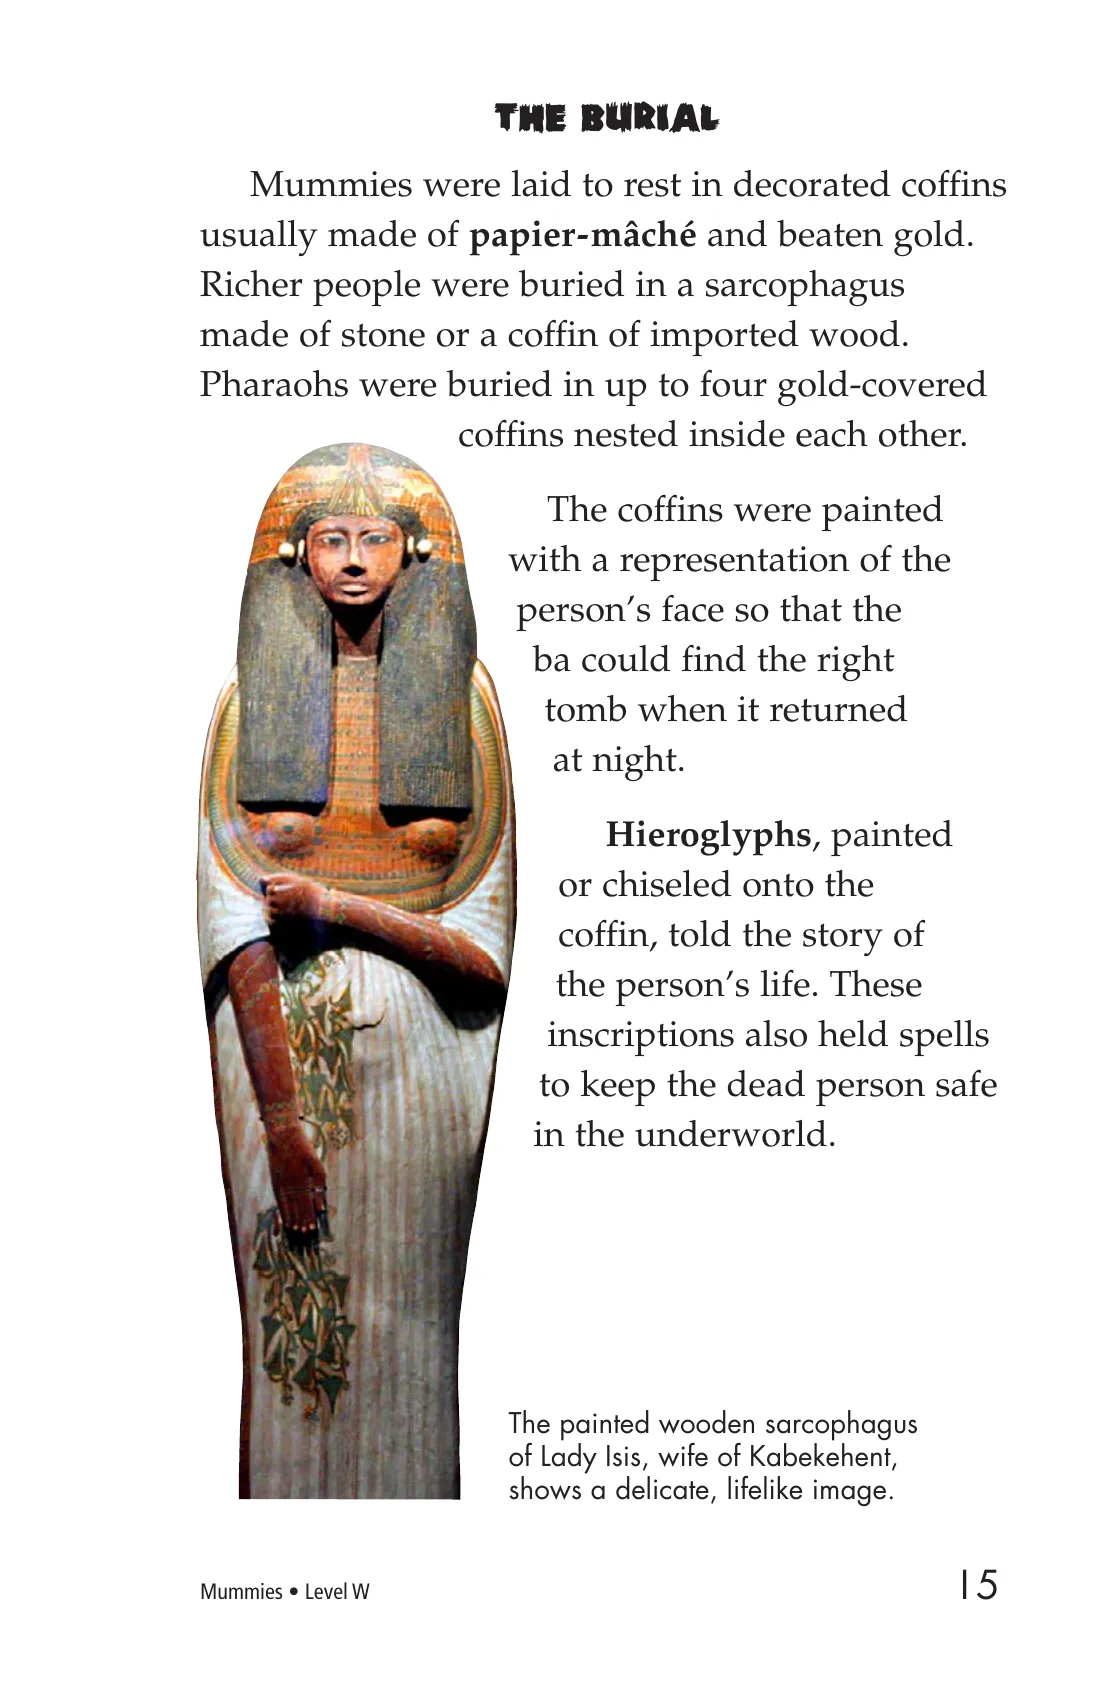 THE BURIAL
Mummies were laid to rest in decorated coffins
usually made of papier-mâché and beaten gold.
Richer people were buried in a sarcophagus
made of stone or a coffin of imported wood.
Pharaohs were buried in up to four gold-covered
coffins nested inside each other.
The coffins were painted
with a representation of the
person’s face so that the
ba could find the right
tomb when it returned
at night.
Hieroglyphs, painted
or chiseled onto the
coffin, told the story of
the person’s life. These
inscriptions also held spells
to keep the dead person safe
in the underworld.
The painted wooden sarcophagus
of Lady Isis, wife of Kabekehent,
shows a delicate, lifelike image.
Mummies • Level W
15